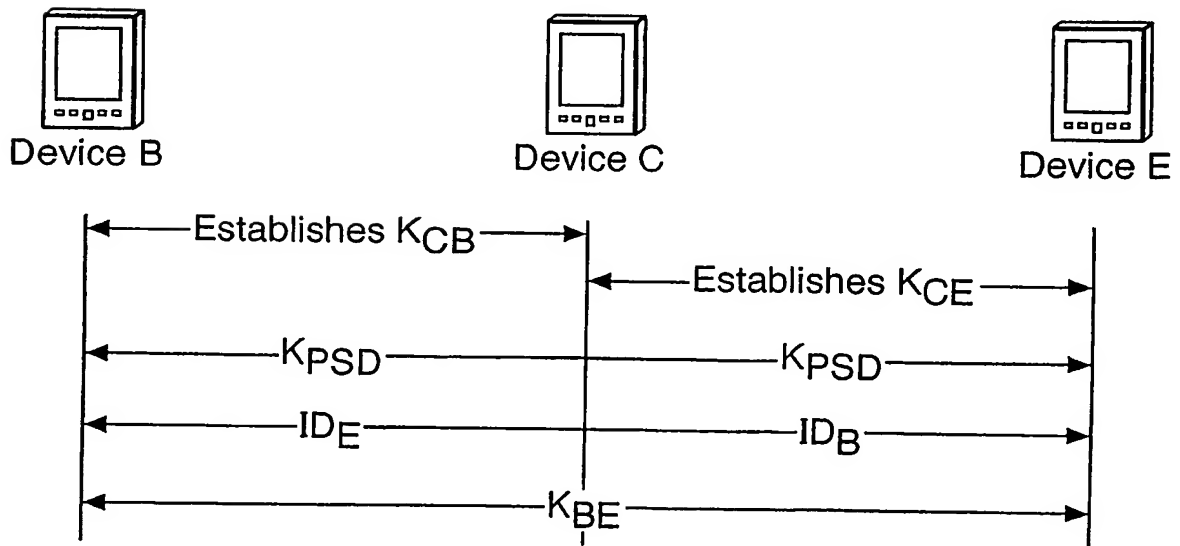 Device B
Device C
Device E
Establishes KCB
Establishes KCE
KPSD KPSD
IDE IDB
KBE